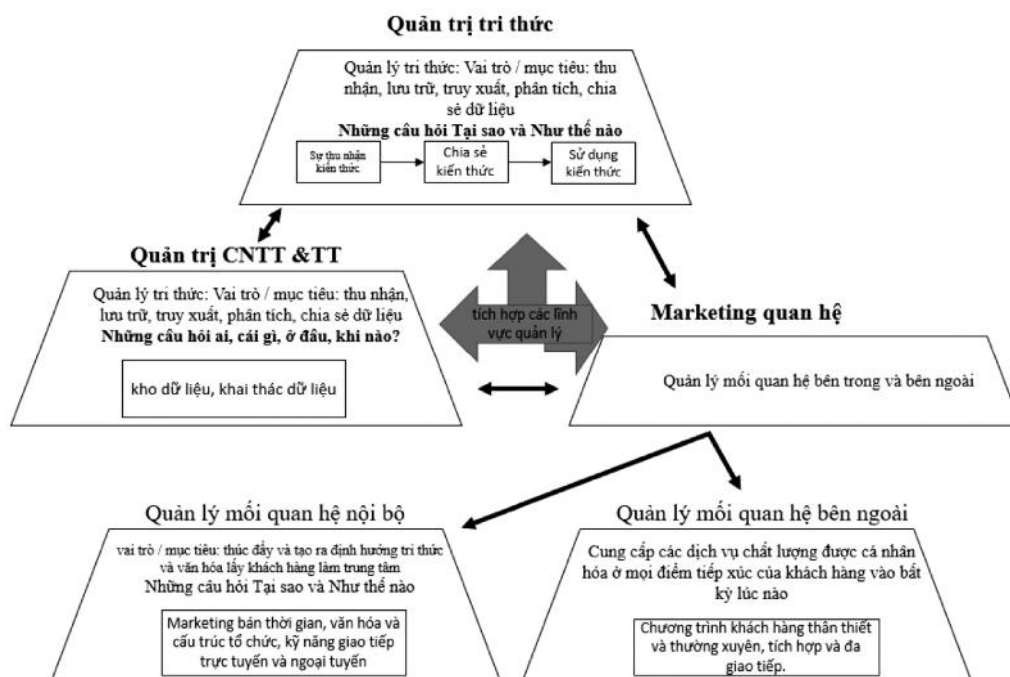 Quản trị tri thức
Quản lý tri thức: Vai trò / mục tiêu: thu
nhận, lưu trữ, truy xuất, phân tích, chia
sẻ dữ liệu
Những câu hỏi Tại sao và Như thế nào
Sự thu nhận
kiến thức
Chia sẻ
kiến thức
Sử dụng
kiến thức
Quản trị CNTT &TT
Quản lý tri thức: Vai trò / mục tiêu: thu nhận,
lưu trữ, truy xuất, phân tích, chia sẻ dữ liệu
Những câu hỏi ai, cái gì, ở đâu, khi nào?
kho dữ liệu, khai thác dữ liệu
tích hợp các lĩnh
vực quản lý
Marketing quan hệ
Quản lý mối quan hệ bên trong và bên ngoài
Quản lý mối quan hệ nội bộ
vai trò / mục tiêu: thúc đẩy và tạo ra định hướng tri thức
và văn hóa lấy khách hàng làm trung tâm
Những câu hỏi Tại sao và Như thế nào
Marketing bán thời gian, văn hóa và
cấu trúc tổ chức, kỹ năng giao tiếp
trực tuyến và ngoại tuyến
Quản lý mối quan hệ bên ngoài
Cung cấp các dịch vụ chất lượng được cá nhân
hóa ở mọi điểm tiếp xúc của khách hàng vào bất
kỳ lúc nào
Chương trình khách hàng thân thiết
và thường xuyên, tích hợp và đa
giao tiếp.